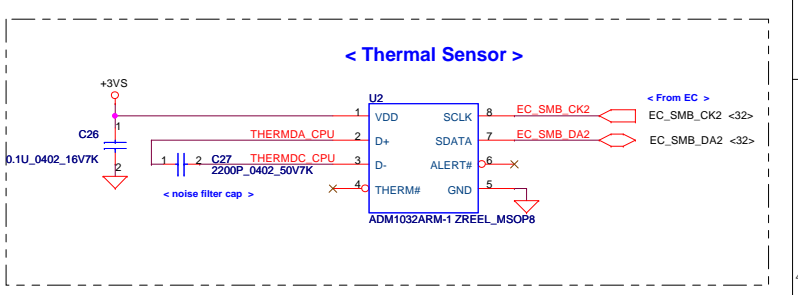 < Thermal Sensor >
+3VS
U2
< From EC >
1 VDD SCLK 8 EC_SMB_CK2 EC_SMB_CK2 <32>
C26 1
THERMDA_CPU 2 D+ SDATA 7 EC_SMB_DA2 EC_SMB_DA2 <32>
0.1U_0402_16V7K 2
1 2 C27 THERMDC_CPU 3 D- ALERT# 6
2200P_0402_50V7K
4 THERM# GND 5
< noise filter cap >
ADM1032ARM-1 ZREEL_MSOP8
4